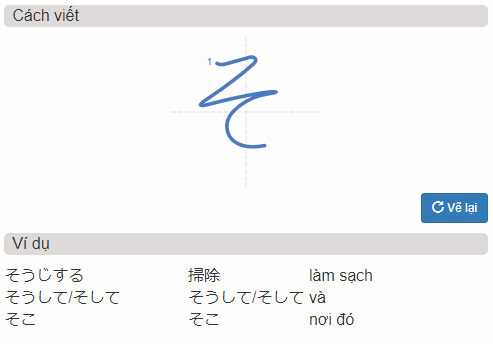 Cách viết
1
そ
Vẽ lại
Ví dụ
そうじする 掃除 làm sạch
そうして/そして そうして/そして và
そこ そこ nơi đó